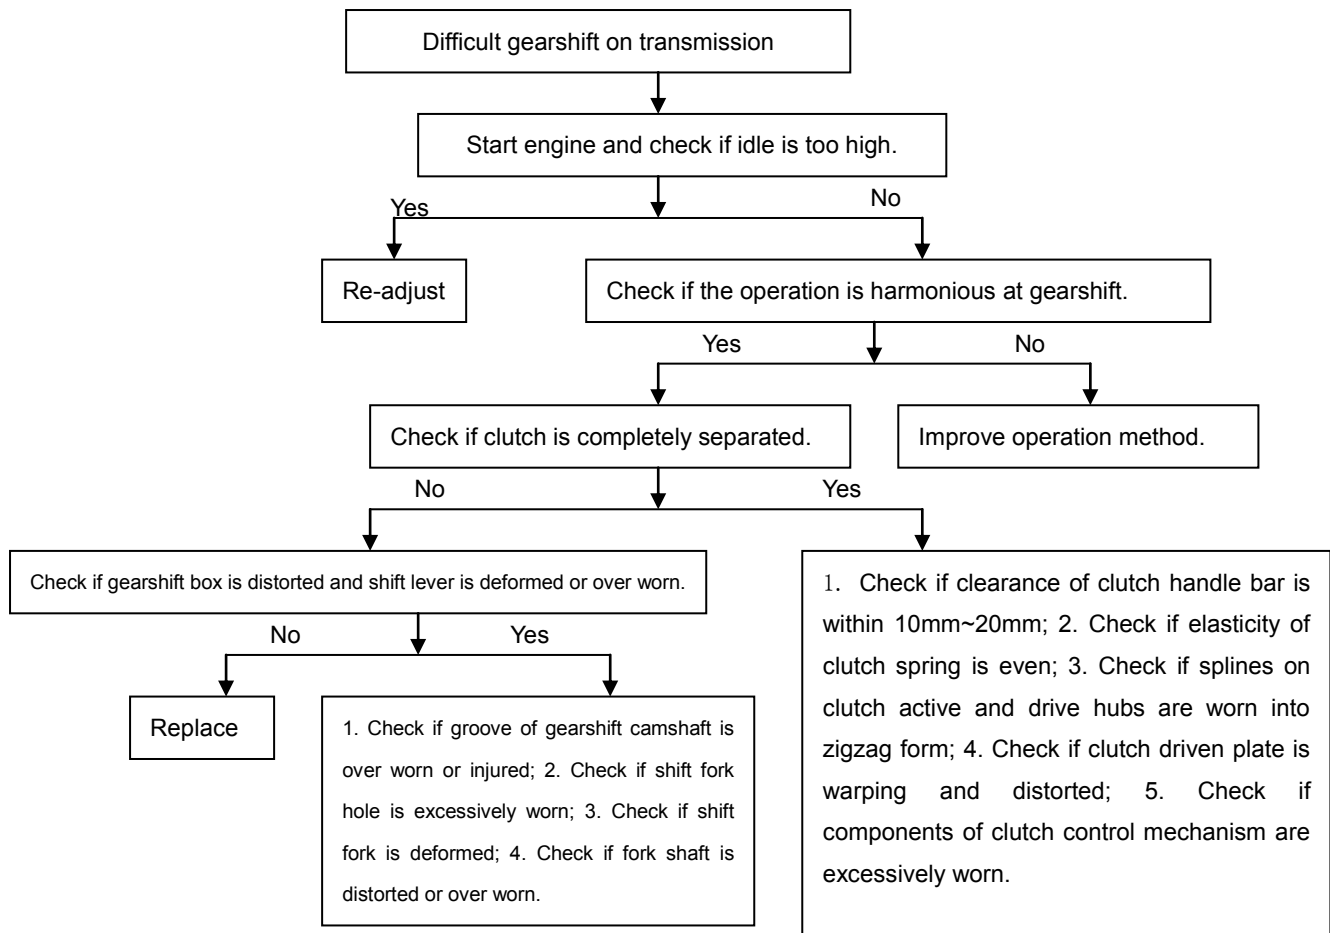 Difficult gearshift on transmission
Start engine and check if idle is too high.
Yes
No
Re-adjust
Check if the operation is harmonious at gearshift.
Yes
No
Check if clutch is completely separated.
Improve operation method.
No
Yes
Check if gearshift box is distorted and shift lever is deformed or over worn.
No
Yes
Replace
1. Check if groove of gearshift camshaft is
over worn or injured; 2. Check if shift fork
hole is excessively worn; 3. Check if shift
fork is deformed; 4. Check if fork shaft is
distorted or over worn.
1. Check if clearance of clutch handle bar is
within 10mm~20mm; 2. Check if elasticity of
clutch spring is even; 3. Check if splines on
clutch active and drive hubs are worn into
zigzag form; 4. Check if clutch driven plate is
warping and distorted; 5. Check if
components of clutch control mechanism are
excessively worn.